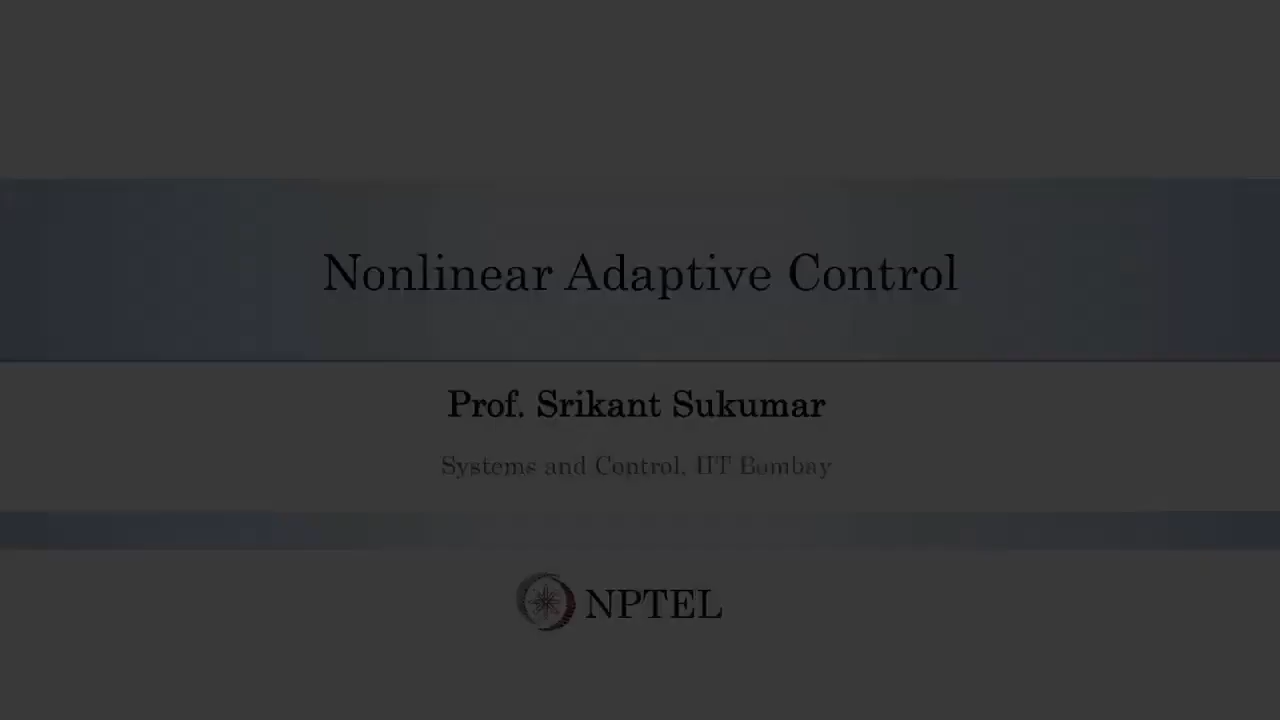 Nonlinear Adaptive Control
Prof. Srikant Sukumar
Systems and Control, IIT Bombay
NPTEL